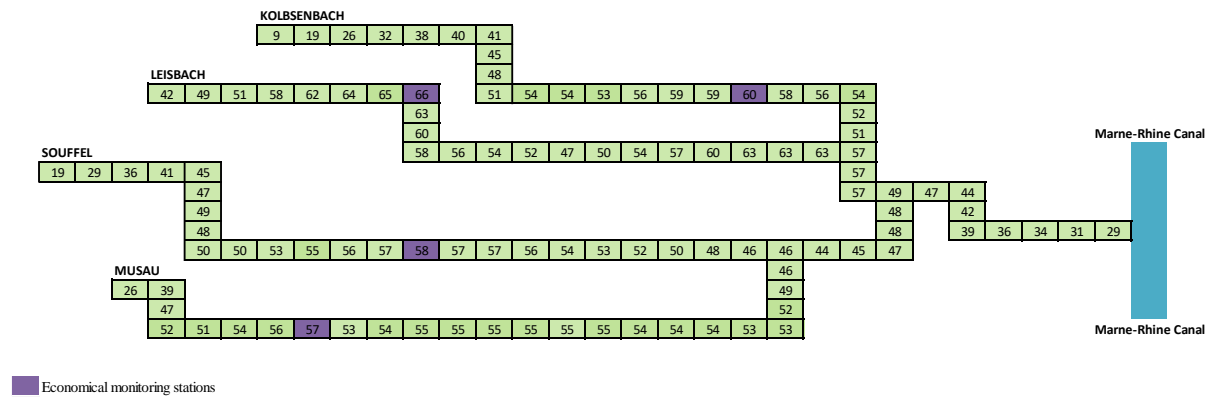 KOLBSENBACH
9 19 26 32 38 40 41
45
LEISBACH
48
42 49 51 58 62 64 65 66
51 54 54 53 56 59 59 60 58 56 54
63
52
60
51
Marne-Rhine Canal
SOUFFEL
58 56 54 52 47 50 54 57 60 63 63 63 57
19 29 36 41 45
57
47
57 49 47 44
49
48
42
48
48
39 36 34 31 29
50 50 53 55 56 57 58 57 57 56 54 53 52 50 48 46 46 44 45 47
MUSAU
46
26 39
49
47
52
52 51 54 56 57 53 54 55 55 55 55 55 55 54 54 54 53 53
Marne-Rhine Canal
Economical monitoring stations